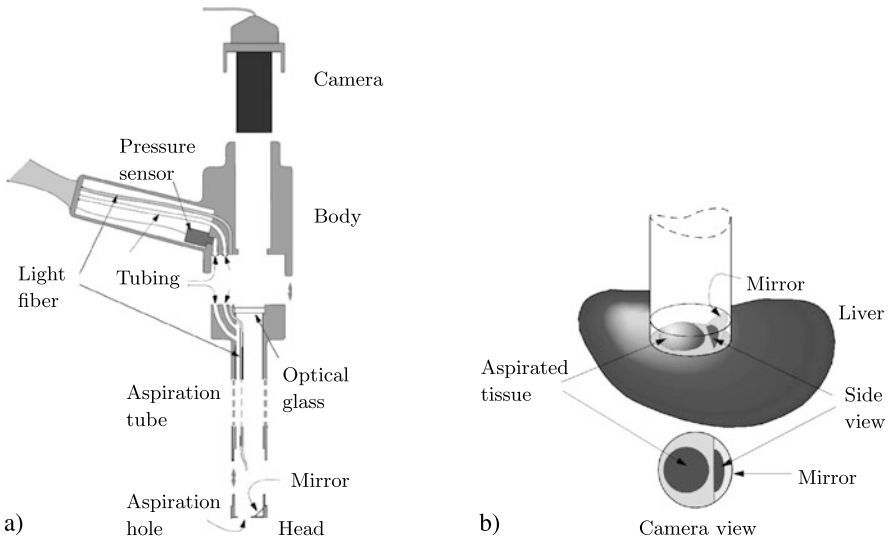 Camera
Pressure
sensor
Body
Light
fiber
Tubing
Optical
glass
Aspiration
tube
Mirror
Aspiration
hole
Head
a)
Mirror
Liver
Aspirated
tissue
Side
view
Mirror
Camera view
b)